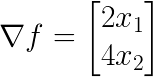 ∇f = [2x₁
4x₂]